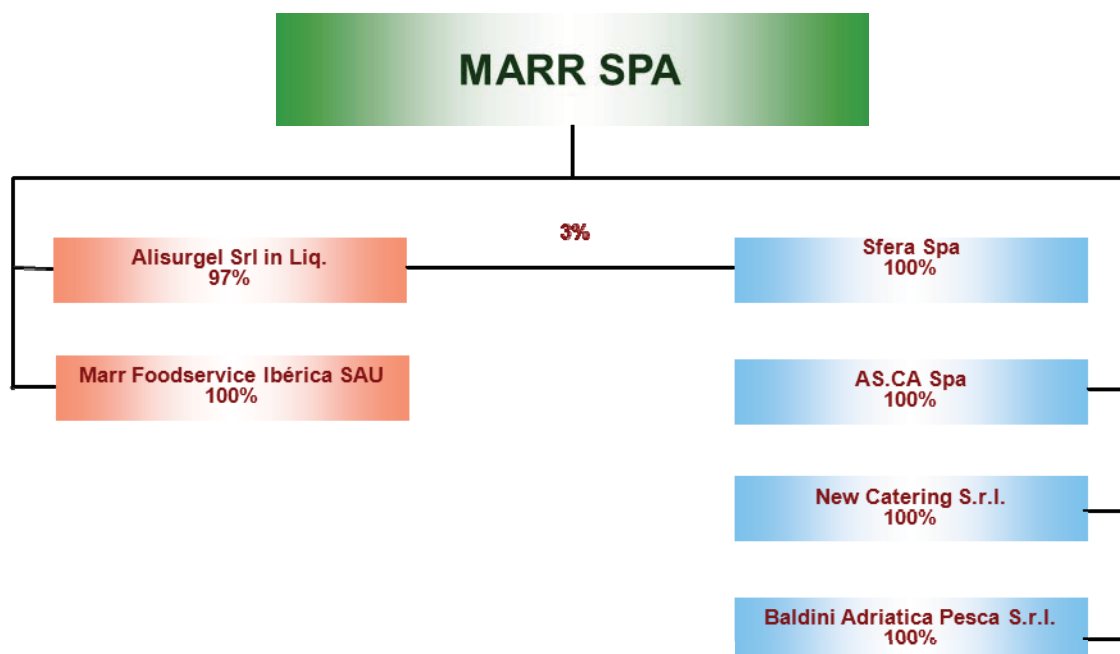 MARR SPA
3%
Alisurgel Srl in Liq.
97%
Sfera Spa
100%
Marr Foodservice Ibérica SAU
100%
AS.CA Spa
100%
New Catering S.r.l.
100%
Baldini Adriatica Pesca S.r.l.
100%